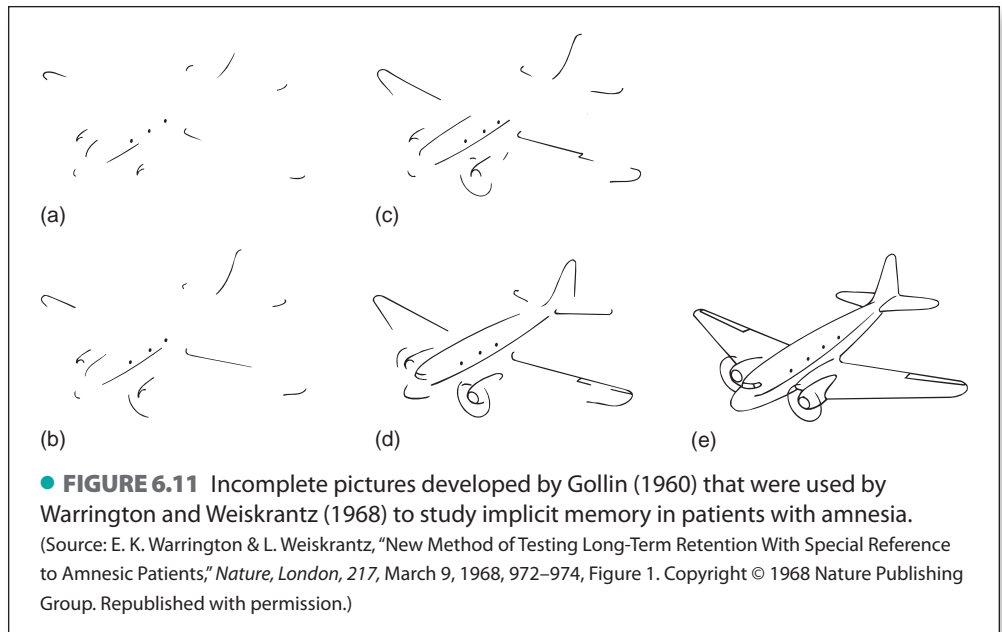 (a)
(c)
(b)
(d)
(e)
● FIGURE 6.11 Incomplete pictures developed by Gollin (1960) that were used by
Warrington and Weiskrantz (1968) to study implicit memory in patients with amnesia.
(Source: E. K. Warrington & L. Weiskrantz, “New Method of Testing Long-Term Retention With Special Reference
to Amnesic Patients,” Nature, London, 217, March 9, 1968, 972–974, Figure 1. Copyright © 1968 Nature Publishing
Group. Republished with permission.)